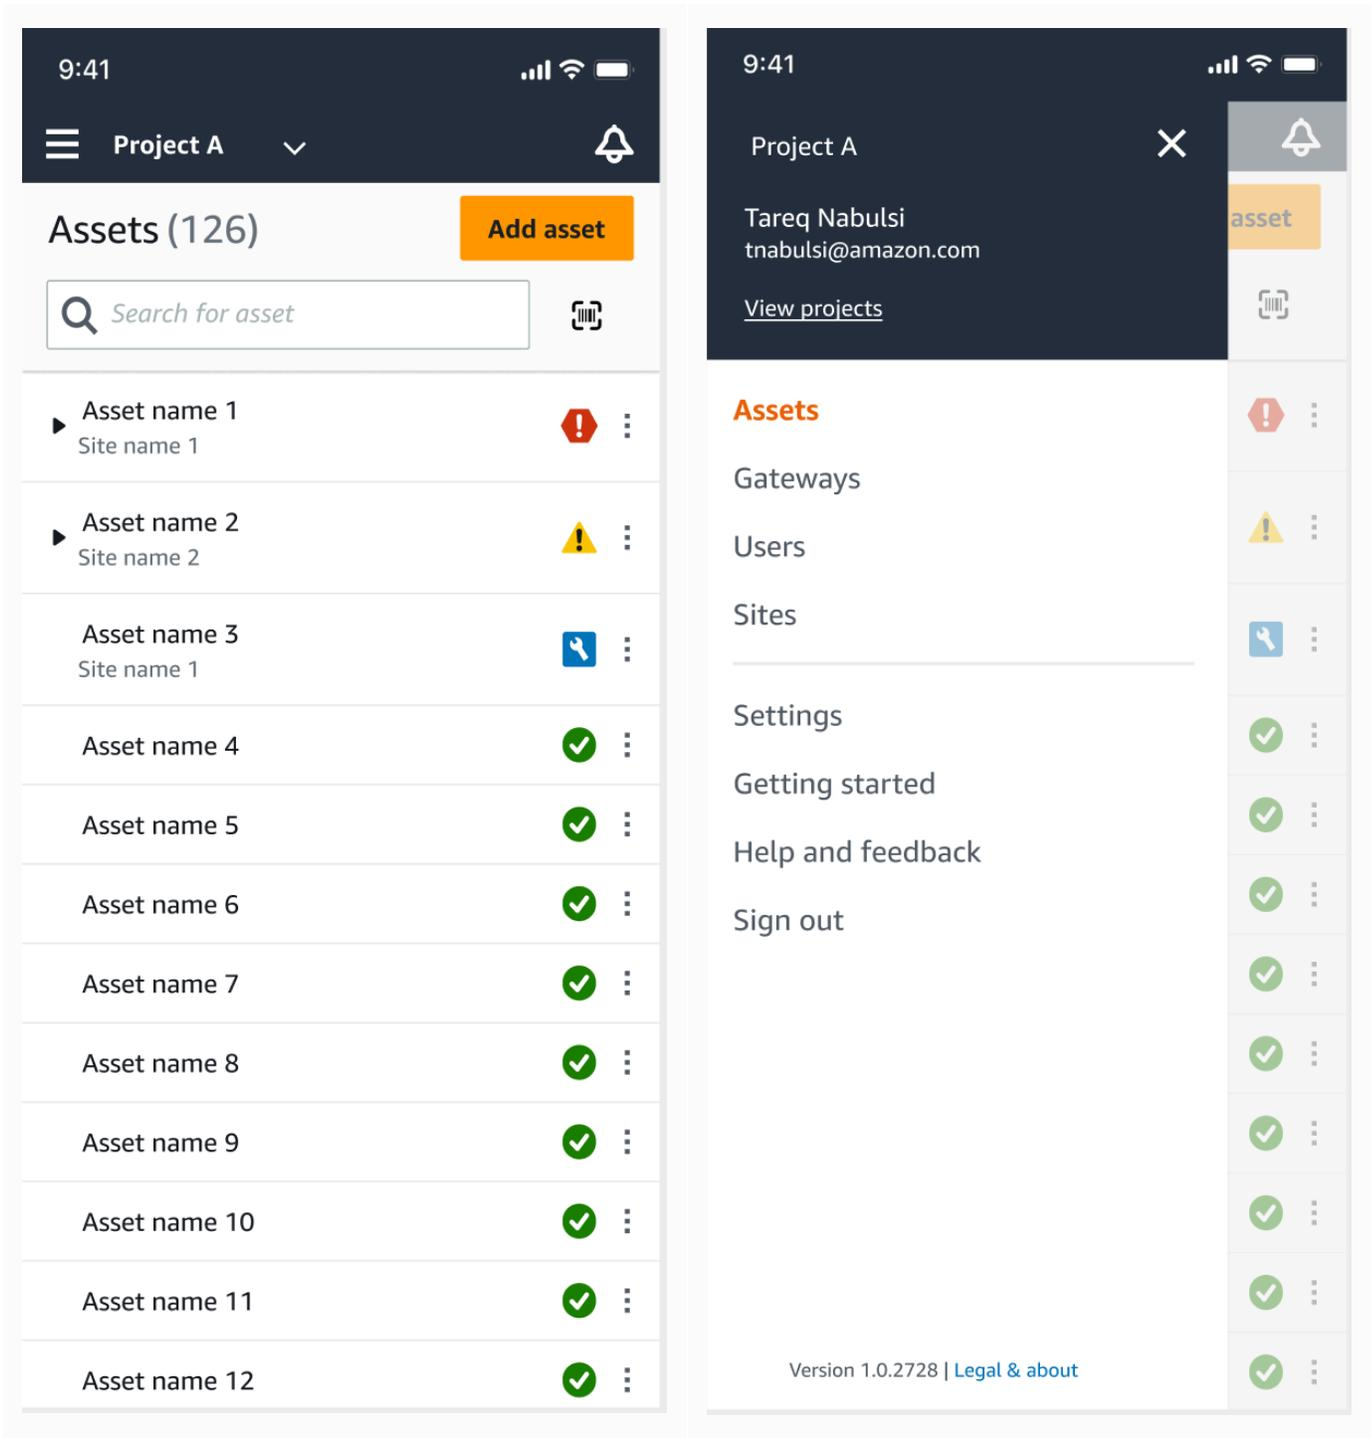 9:41
Project A
Assets (126)
Add asset
Search for asset
Asset name 1
Site name 1
Asset name 2
Site name 2
Asset name 3
Site name 1
Asset name 4
Asset name 5
Asset name 6
Asset name 7
Asset name 8
Asset name 9
Asset name 10
Asset name 11
Asset name 12
9:41
Project A
Tareq Nabulsi
tnabulsi@amazon.com
View projects
asset
Assets
Gateways
Users
Sites
Settings
Getting started
Help and feedback
Sign out
Version 1.0.2728 | Legal & about